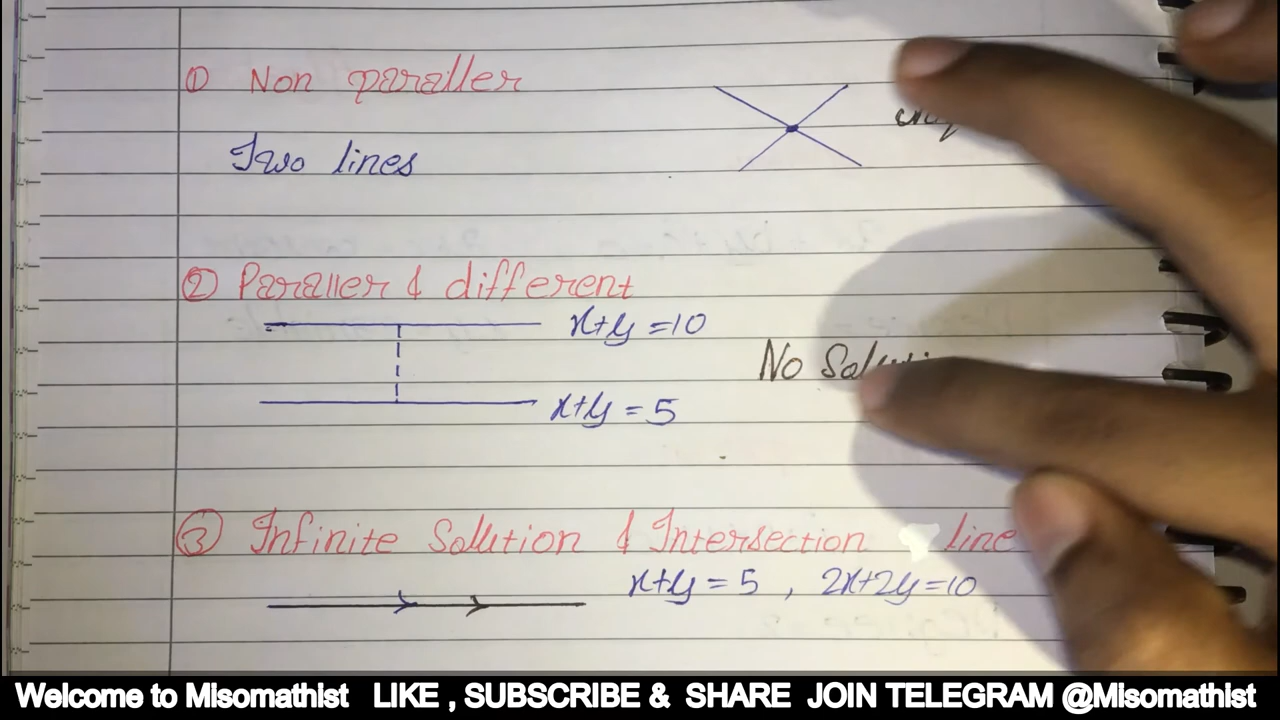 ① Non paraller
Two lines
② Paraller & different
x+y=10
No
x+y=5
③ Infinite Solution & Intersection line
x+y=5 , 2x+2y=10
Welcome to Misomathist LIKE , SUBSCRIBE & SHARE JOIN TELEGRAM @Misomathist